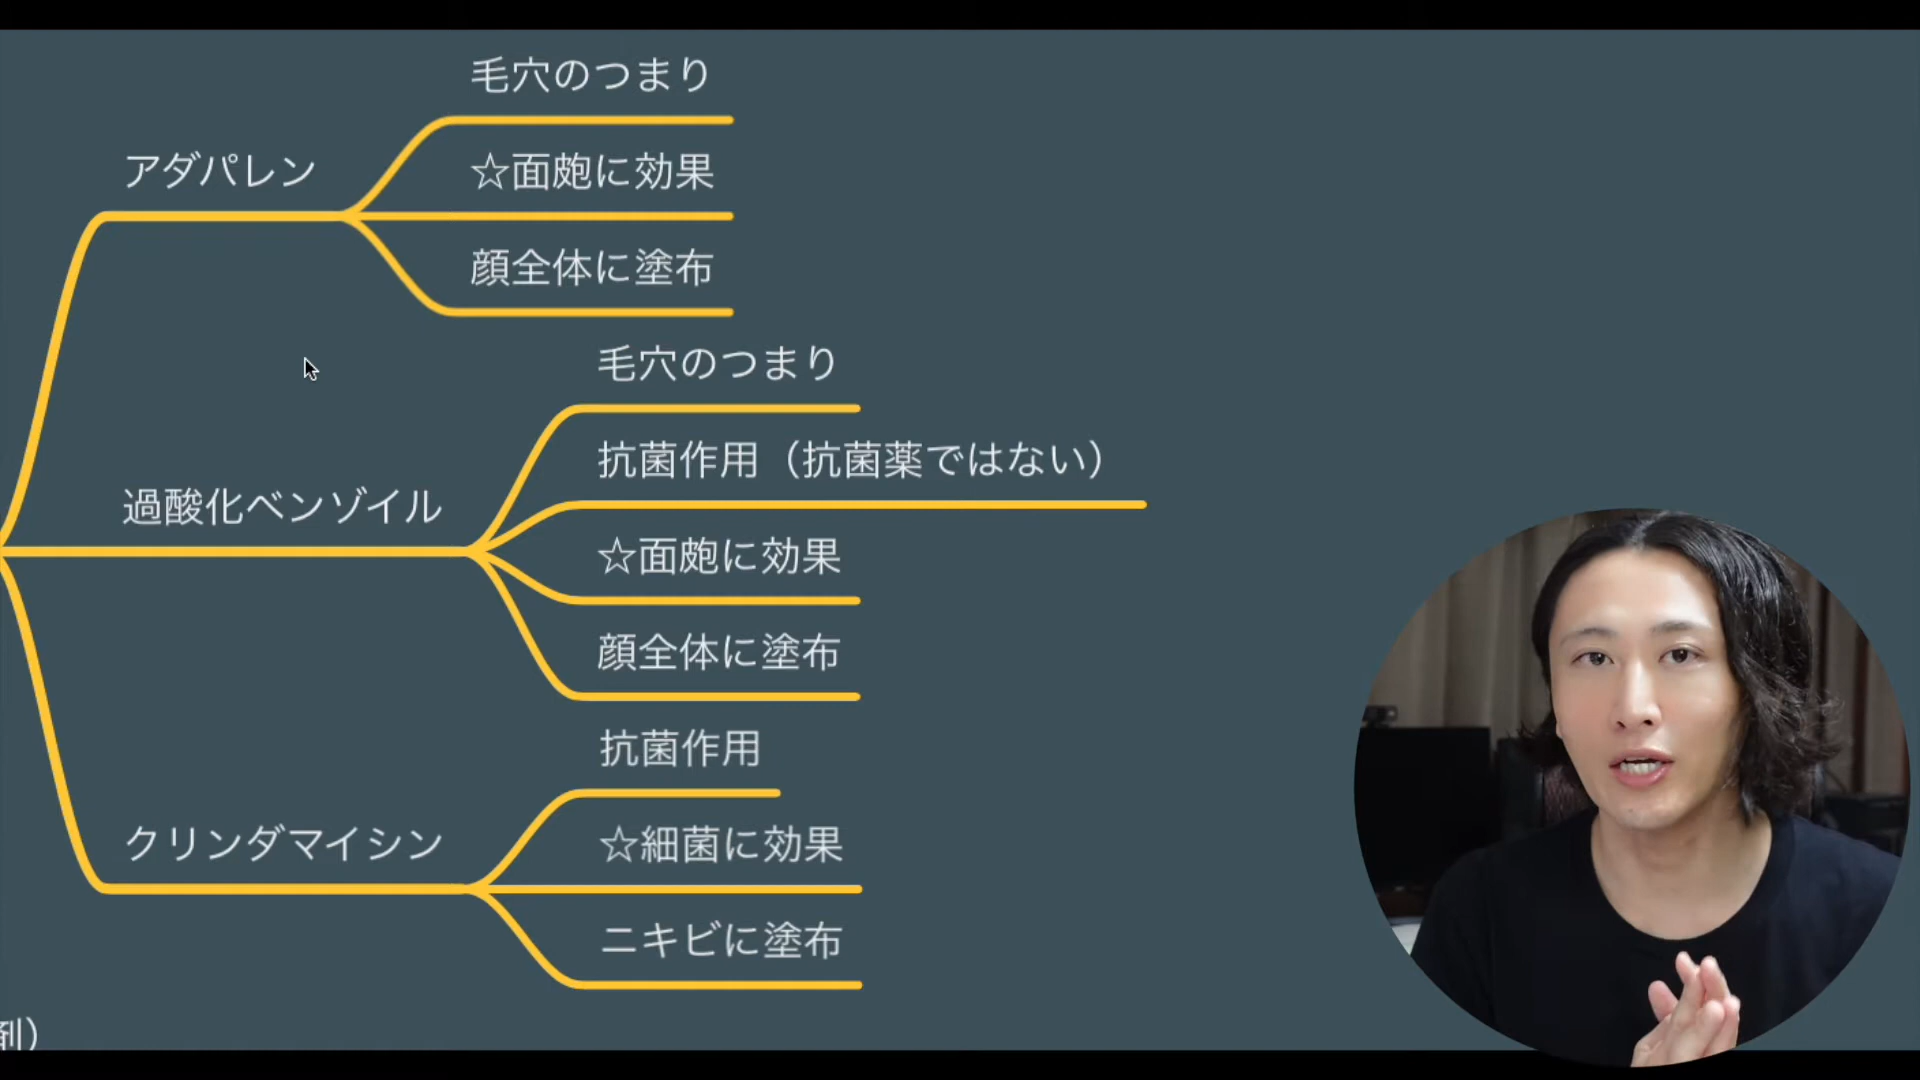 毛穴のつまり
アダパレン
☆面皰に効果
顔全体に塗布
毛穴のつまり
抗菌作用（抗菌薬ではない）
過酸化ベンゾイル
☆面皰に効果
顔全体に塗布
抗菌作用
クリンダマイシン
☆細菌に効果
ニキビに塗布
剤）